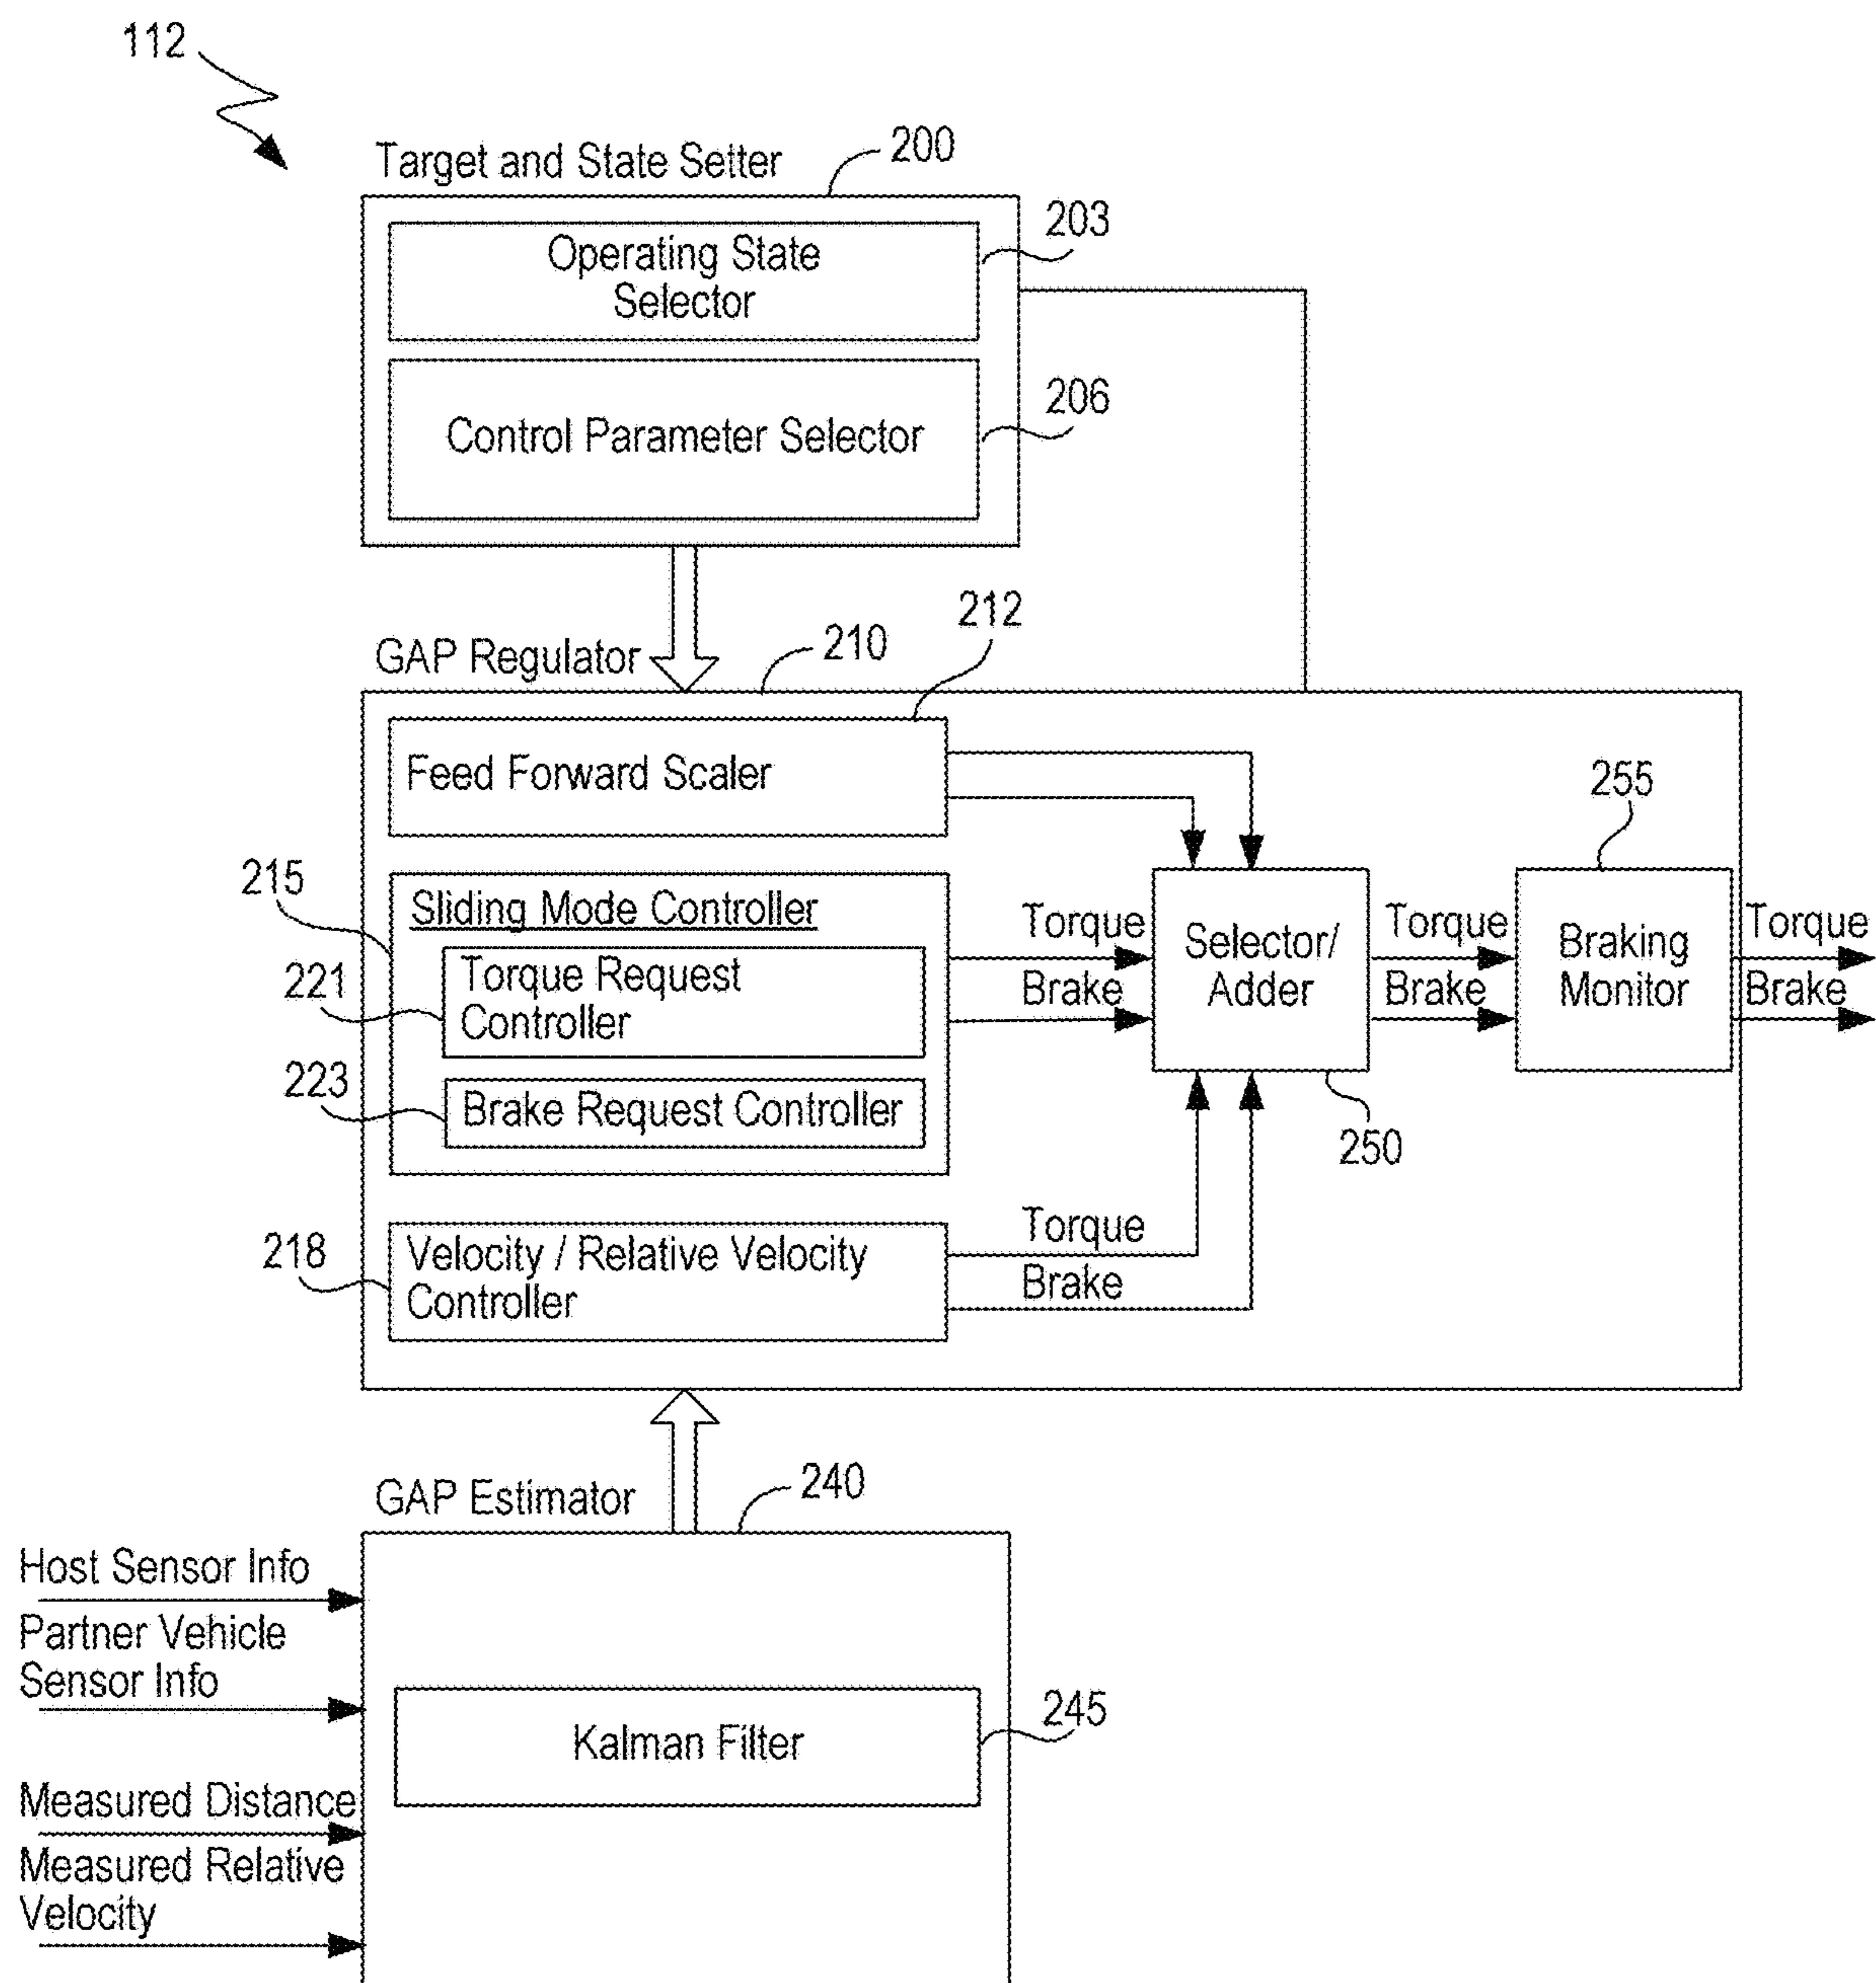 112
Target and State Setter
200
Operating State
Selector
203
Control Parameter Selector
206
GAP Regulator
210
212
Feed Forward Scaler
215
Sliding Mode Controller
221
Torque Request
Controller
223
Brake Request Controller
218
Velocity / Relative Velocity
Controller
Torque
Brake
Torque
Brake
Selector/
Adder
250
Torque
Brake
255
Braking
Monitor
Torque
Brake
GAP Estimator
240
Host Sensor Info
Partner Vehicle
Sensor Info
Measured Distance
Measured Relative
Velocity
Kalman Filter
245